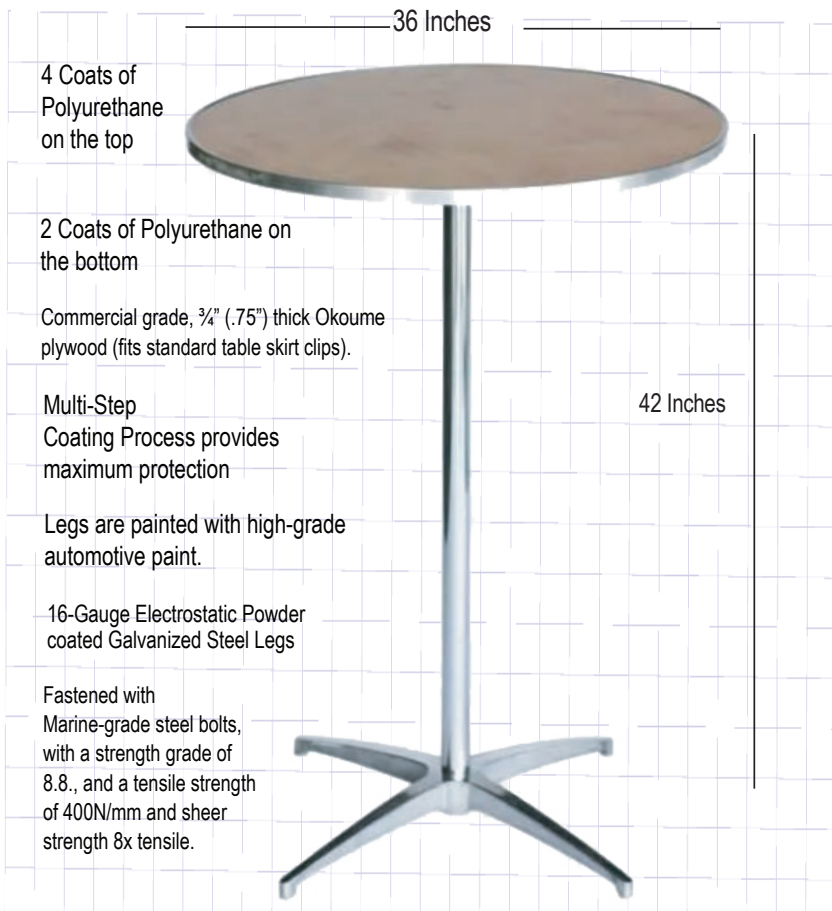 36 Inches
4 Coats of
Polyurethane
on the top
2 Coats of Polyurethane on
the bottom
Commercial grade, ¾” (.75”) thick Okoume
plywood (fits standard table skirt clips).
Multi-Step
Coating Process provides
maximum protection
42 Inches
Legs are painted with high-grade
automotive paint.
16-Gauge Electrostatic Powder
coated Galvanized Steel Legs
Fastened with
Marine-grade steel bolts,
with a strength grade of
8.8., and a tensile strength
of 400N/mm and sheer
strength 8x tensile.